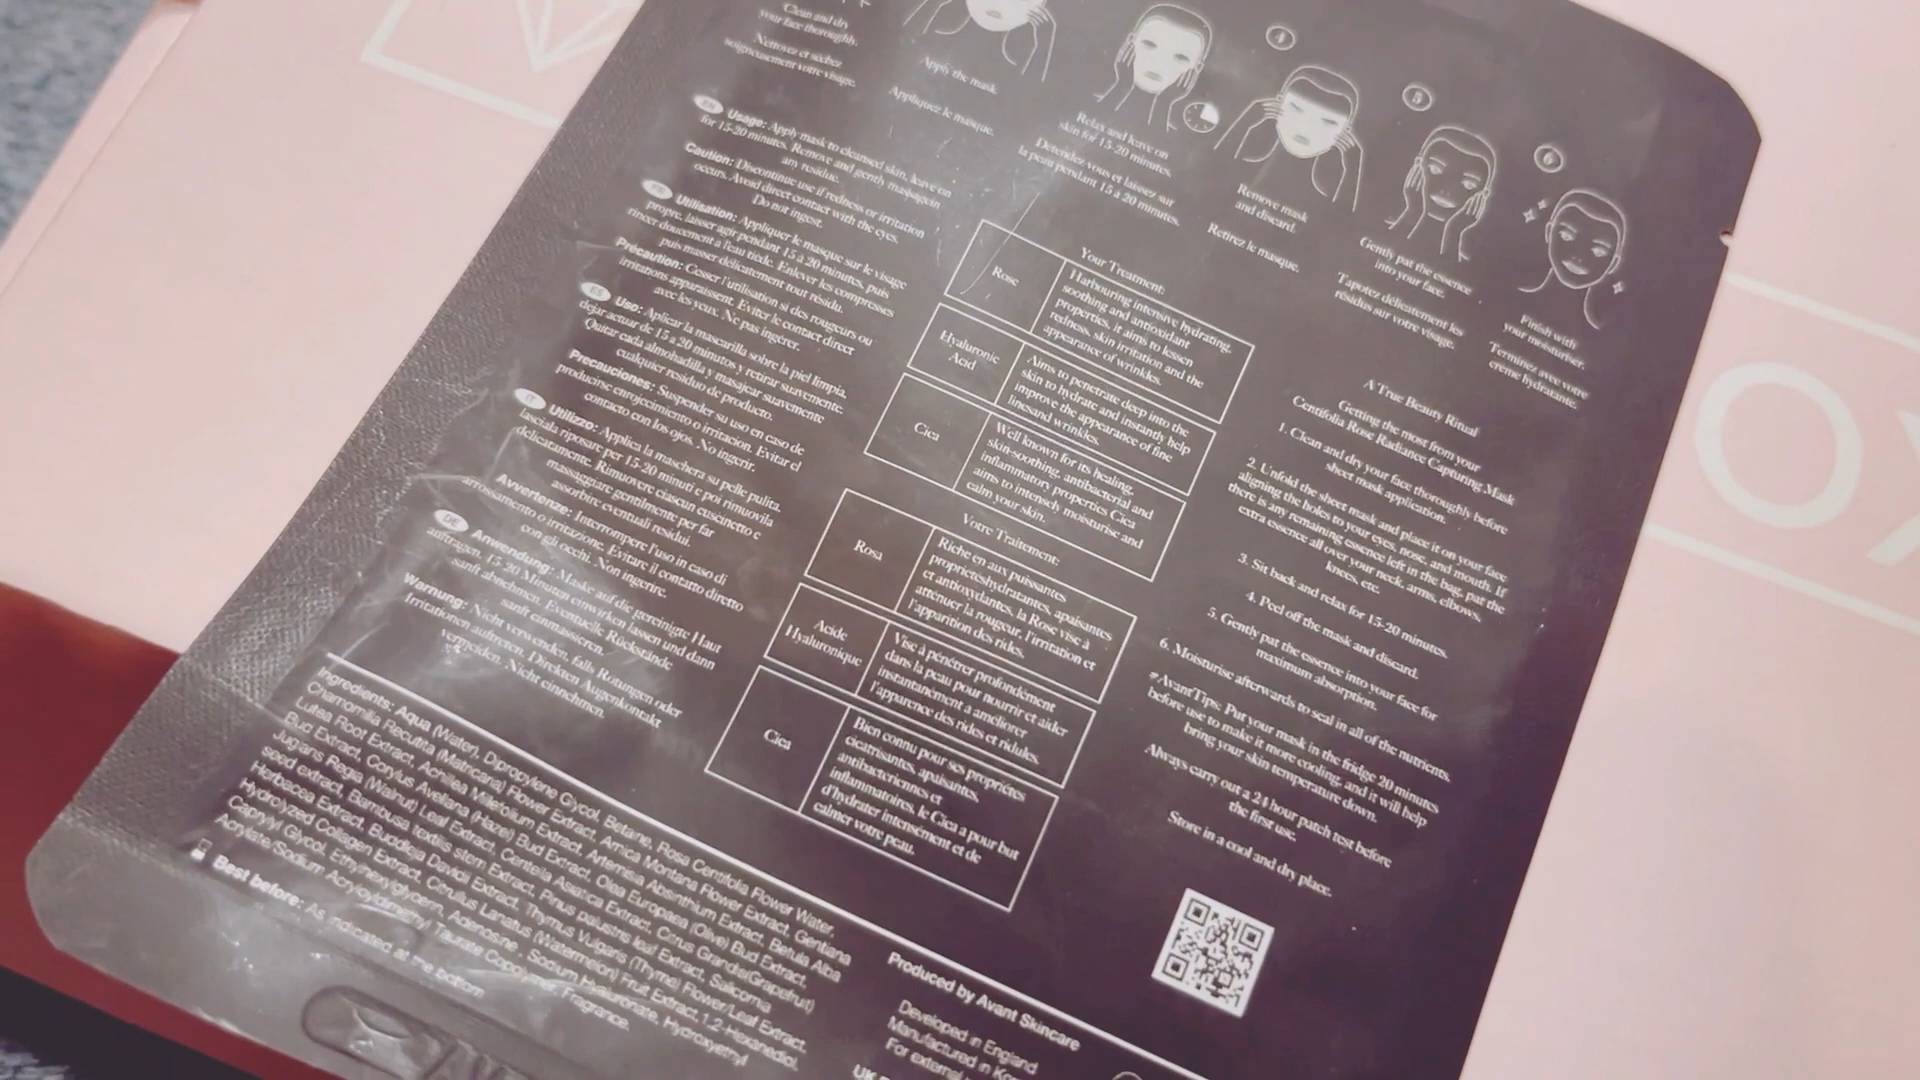 Clean and dry
your face thoroughly.
Nettoyez et séchez
soigneusement votre visage.
Apply the mask.
Appliquez le masque.
Relax and leave on
skin for 15-20 minutes.
Détendez vous et laissez sur
la peau pendant 15 à 20 minutes.
4
Remove mask
and discard.
Retirez le masque.
5
Gently pat the essence
into your face.
Tapotez délicatement les
résidus sur votre visage.
6
Finish with
your moisturiser.
Terminez avec votre
creme hydratante.
EN Usage: Apply mask to cleansed skin, leave on
for 15-20 minutes. Remove and gently massage in
any residue.
Caution: Discontinue use if redness or irritation
occurs. Avoid direct contact with the eyes.
Do not ingest.
Utilisation: Appliquer le masque sur le visage
propre, laisser agir pendant 15 à 20 minutes, puis
rincer doucement a l'eau tiède. Enlever les compresses
puis masser délicatement tout résidu.
Précaution: Cesser l'utilisation si des rougeurs ou
irritations apparaissent. Eviter le contact direct
avec les yeux. Ne pas ingérer.
ES Uso: Aplicar la mascarilla sobre la piel limpia,
dejar actuar de 15 a 20 minutos y retirar suavemente.
Quitar cada almohadilla y masajear suavemente
cualquier residuo de producto.
Precauciones: Suspender su uso en caso de
producirse enrojecimiento o irritacion. Evitar el
contacto con los ojos. No ingerir.
IT Utilizzo: Applica la maschera su pelle pulita,
lasciala riposare per 15-20 minuti e poi rimuovila
delicatamente. Rimuovere ciascun cuscinetto e
massaggiare gentilmente per far
assorbire eventuali residui.
Avvertenze: Interrompere l'uso in caso di
arrossamento o irritazione. Evitare il contatto diretto
con gli occhi. Non ingerire.
DE Anwendung: Maske auf die gereinigte Haut
auftragen, 15-20 Minuten einwirken lassen und dann
sanft abnehmen. Eventuelle Rückstände
sanft einmassieren.
Warnung: Nicht verwenden, falls Rotungen oder
Irritationen auftreten. Direkten Augenkontakt
vermeiden. Nicht einnehmen.
Your Treatment:
Rose
Harbouring intensive hydrating,
soothing and antioxidant
properties, it aims to lessen
redness, skin irritation and the
appearance of wrinkles.
Hyaluronic
Acid
Aims to penetrate deep into the
skin to hydrate and instantly help
improve the appearance of fine
linesand wrinkles.
Cica
Well known for its healing,
skin-soothing, antibacterial and
inflammatory properties Cica
aims to intensely moisturise and
calm your skin.
Votre Traitement:
Rosa
Riche en aux puissantes
proprieteshydratantes, apaisantes
et antioxydantes, la Rose vise à
atténuer la rougeur, l'irritation et
l'apparition des rides.
Acide
Hyaluronique
Vise à pénétrer profondément
dans la peau pour nourrir et aider
instantanément a améliorer
l'apparence des rides et ridules.
Cica
Bien connu pour ses propriétés
cicatrisantes, apaisantes,
antibacteriennes et
inflammatoires, le Cica a pour but
d'hydrater intensément et de
calmer votre peau.
A True Beauty Ritual
Getting the most from your
Centifolia Rose Radiance Capturing Mask
1. Clean and dry your face thoroughly before
sheet mask application.
2. Unfold the sheet mask and place it on your face
aligning the holes to your eyes, nose, and mouth. If
there is any remaining essence left in the bag, pat the
extra essence all over your neck, arms, elbows,
knees, etc.
3. Sit back and relax for 15-20 minutes.
4. Peel off the mask and discard.
5. Gently pat the essence into your face for
maximum absorption.
6. Moisturise afterwards to seal in all of the nutrients.
#AvantTips: Put your mask in the fridge 20 minutes
before use to make it more cooling, and it will help
bring your skin temperature down.
Always carry out a 24 hour patch test before
the first use.
Store in a cool and dry place.
Ingredients: Aqua (Water), Dipropylene Glycol, Betaine, Rosa Centifolia Flower Water,
Chamomilla Recutita (Matricaria) Flower Extract, Arnica Montana Flower Extract, Gentiana
Lutea Root Extract, Achillea Millefolium Extract, Artemisia Absinthium Extract, Betula Alba
Bud Extract, Corylus Avellana (Hazel) Bud Extract, Olea Europaea (Olive) Bud Extract,
Juglans Regia (Walnut) Leaf Extract, Centella Asiatica Extract, Citrus Grandis(Grapefruit)
seed extract, Bambusa textilis stem Extract, Pinus palustris leaf Extract, Salicornia
Herbacea Extract, Buddleja Davidii Extract, Thymus Vulgaris (Thyme) Flower/Leaf Extract,
Hydrolyzed Collagen Extract, Citrullus Lanatus (Watermelon) Fruit Extract,1,2-Hexanediol,
Caprylyl Glycol, Ethylhexylglycerin, Adenosine, Sodium Hyaluronate, Hydroxyethyl
Acrylate/Sodium Acryloyldimethyl Taurate Copolymer, Fragrance.
Best before: As indicated at the bottom
Produced by Avant Skincare
Developed in England
Manufactured in
For external
UK
OX